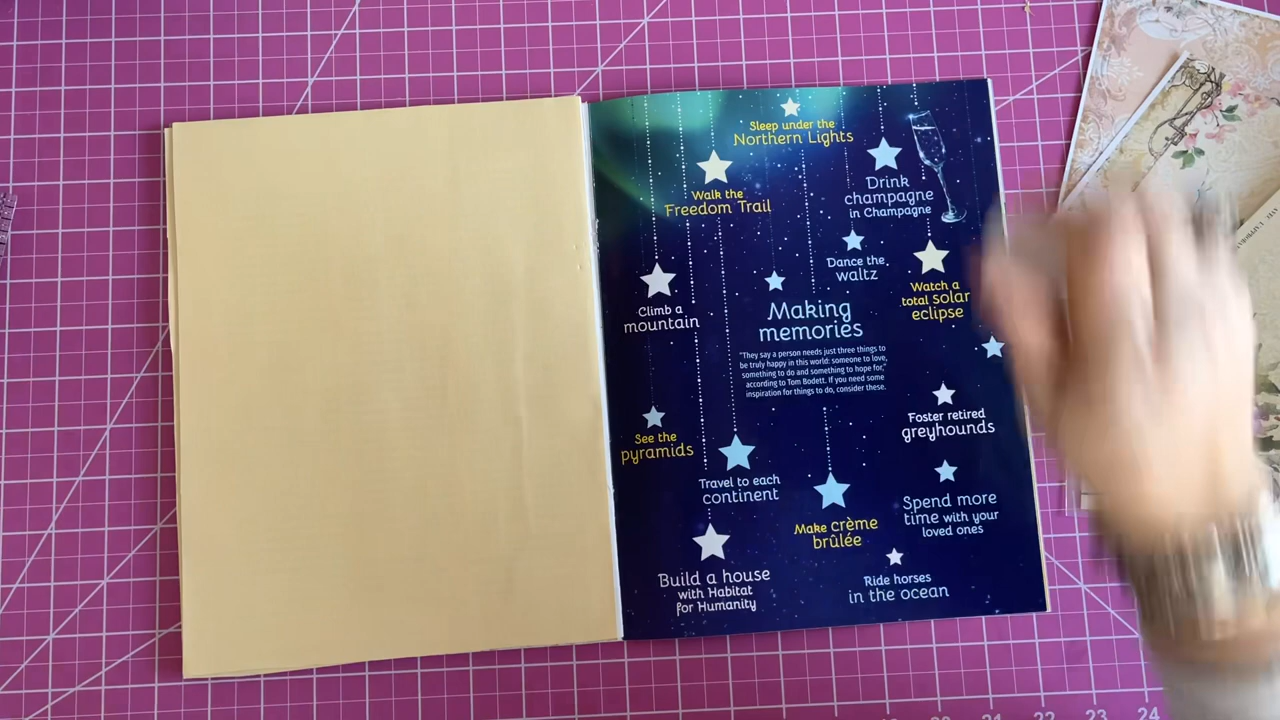 Sleep under the
Northern Lights
Walk the
Freedom Trail
Drink
champagne
in Champagne
Dance the
waltz
Climb a
mountain
Watch a
total solar
eclipse
Making
memories
"They say a person needs just three things to
be truly happy in this world: someone to love,
something to do and something to hope for,"
according to Tom Bodett. If you need some
inspiration for things to do, consider these.
See the
pyramids
Foster retired
greyhounds
Travel to each
continent
Spend more
time with your
loved ones
Make crème
brûlée
Build a house
with Habitat
for Humanity
Ride horses
in the ocean
21 22 23 24